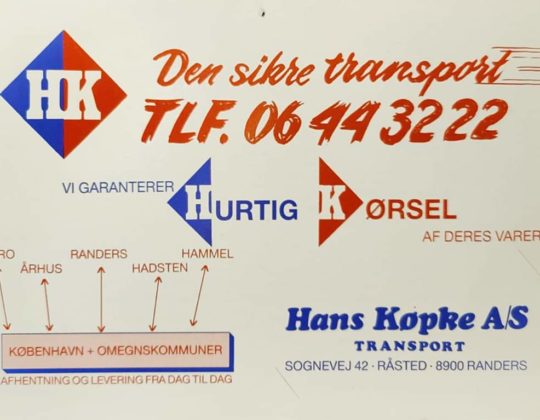 HK
Den sikre transport
TLF. 06 44 32 22
VI GARANTERER HURTIG KØRSEL
AF DERES VARER
RO ÅRHUS RANDERS HADSTEN HAMMEL
KØBENHAVN + OMEGNSKOMMUNER
AFHENTNING OG LEVERING FRA DAG TIL DAG
Hans Køpke A/S
TRANSPORT
SOGNEVEJ 42 · RÅSTED · 8900 RANDERS